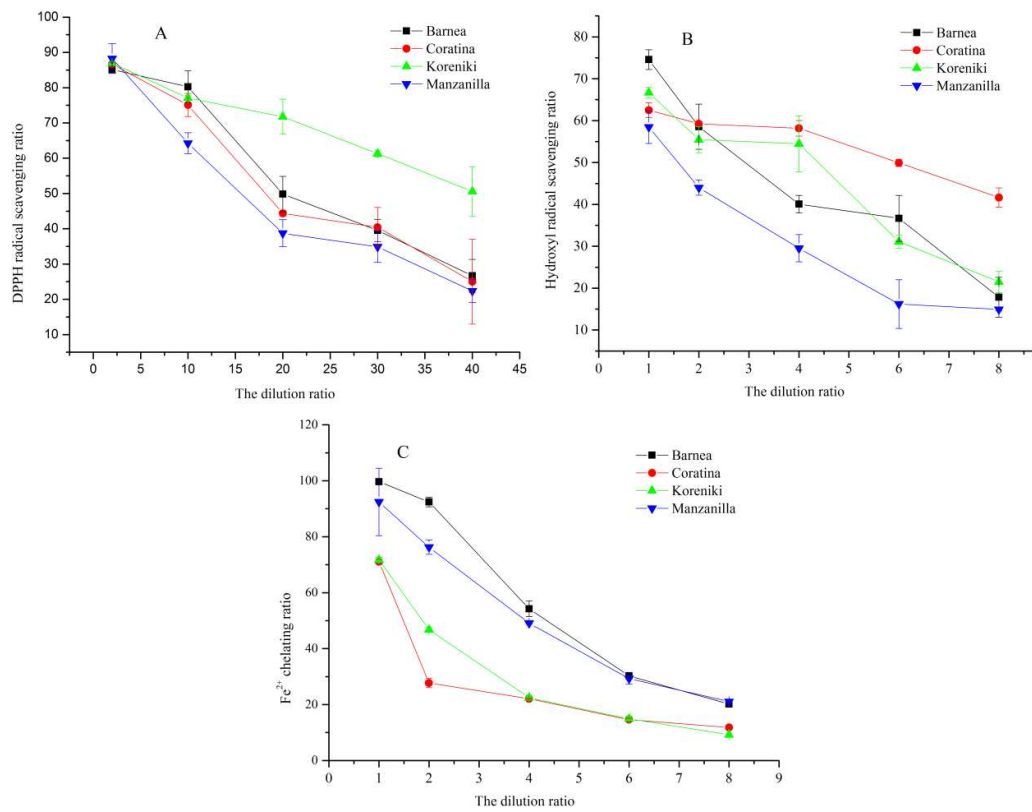 A
Barnea
Coratina
Koreniki
Manzanilla
DPPH radical scavenging ratio
100
90
80
70
60
50
40
30
20
10
0 5 10 15 20 25 30 35 40 45
The dilution ratio
B
Barnea
Coratina
Koreniki
Manzanilla
Hydroxyl radical scavenging ratio
80
70
60
50
40
30
20
10
0 1 2 3 4 5 6 7 8
The dilution ratio
C
Barnea
Coratina
Koreniki
Manzanilla
Fe²⁺ chelating ratio
120
100
80
60
40
20
0
0 1 2 3 4 5 6 7 8 9
The dilution ratio